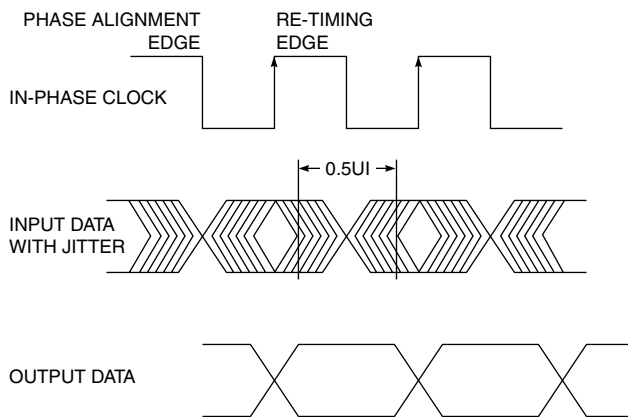 PHASE ALIGNMENT
EDGE
RE-TIMING
EDGE
IN-PHASE CLOCK
0.5UI
INPUT DATA
WITH JITTER
OUTPUT DATA